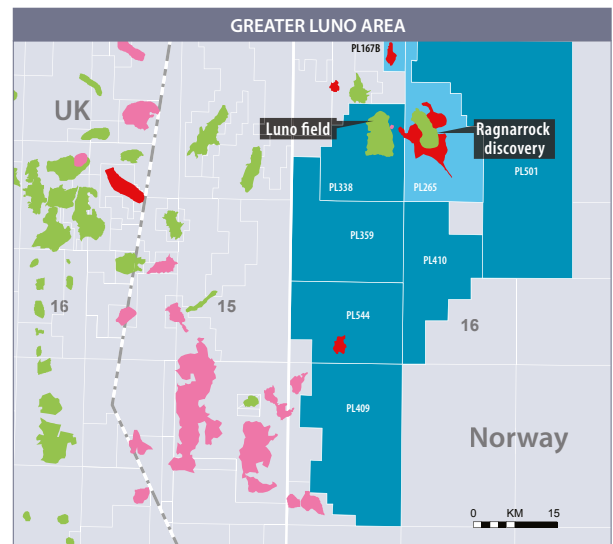 GREATER LUNO AREA
PL167B
UK
Luno field
Ragnarrock
discovery
PL501
PL338
PL265
PL359
PL410
16
15
PL544
16
PL409
Norway
0 KM 15